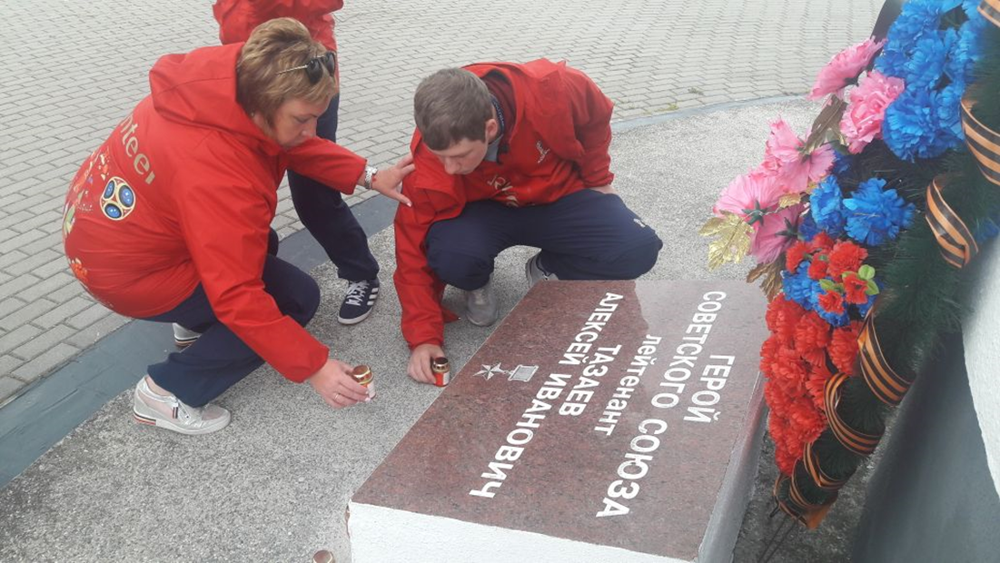 ГЕРОЙ
СОВЕТСКОГО СОЮЗА
лейтенант
ТАЗАЕВ
АЛЕКСЕЙ ИВАНОВИЧ